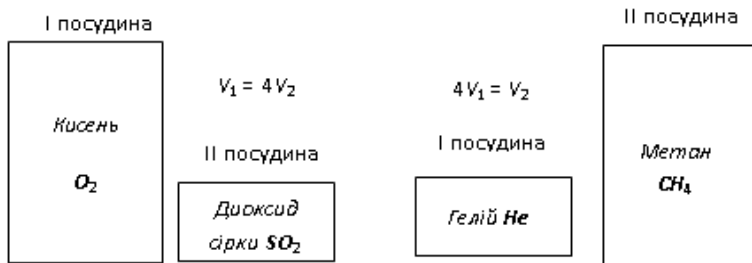 I посудина
Кисень
O₂
V₁ = 4V₂
II посудина
Диоксид
сірки SO₂
4V₁ = V₂
I посудина
Гелій He
II посудина
Метан
CH₄